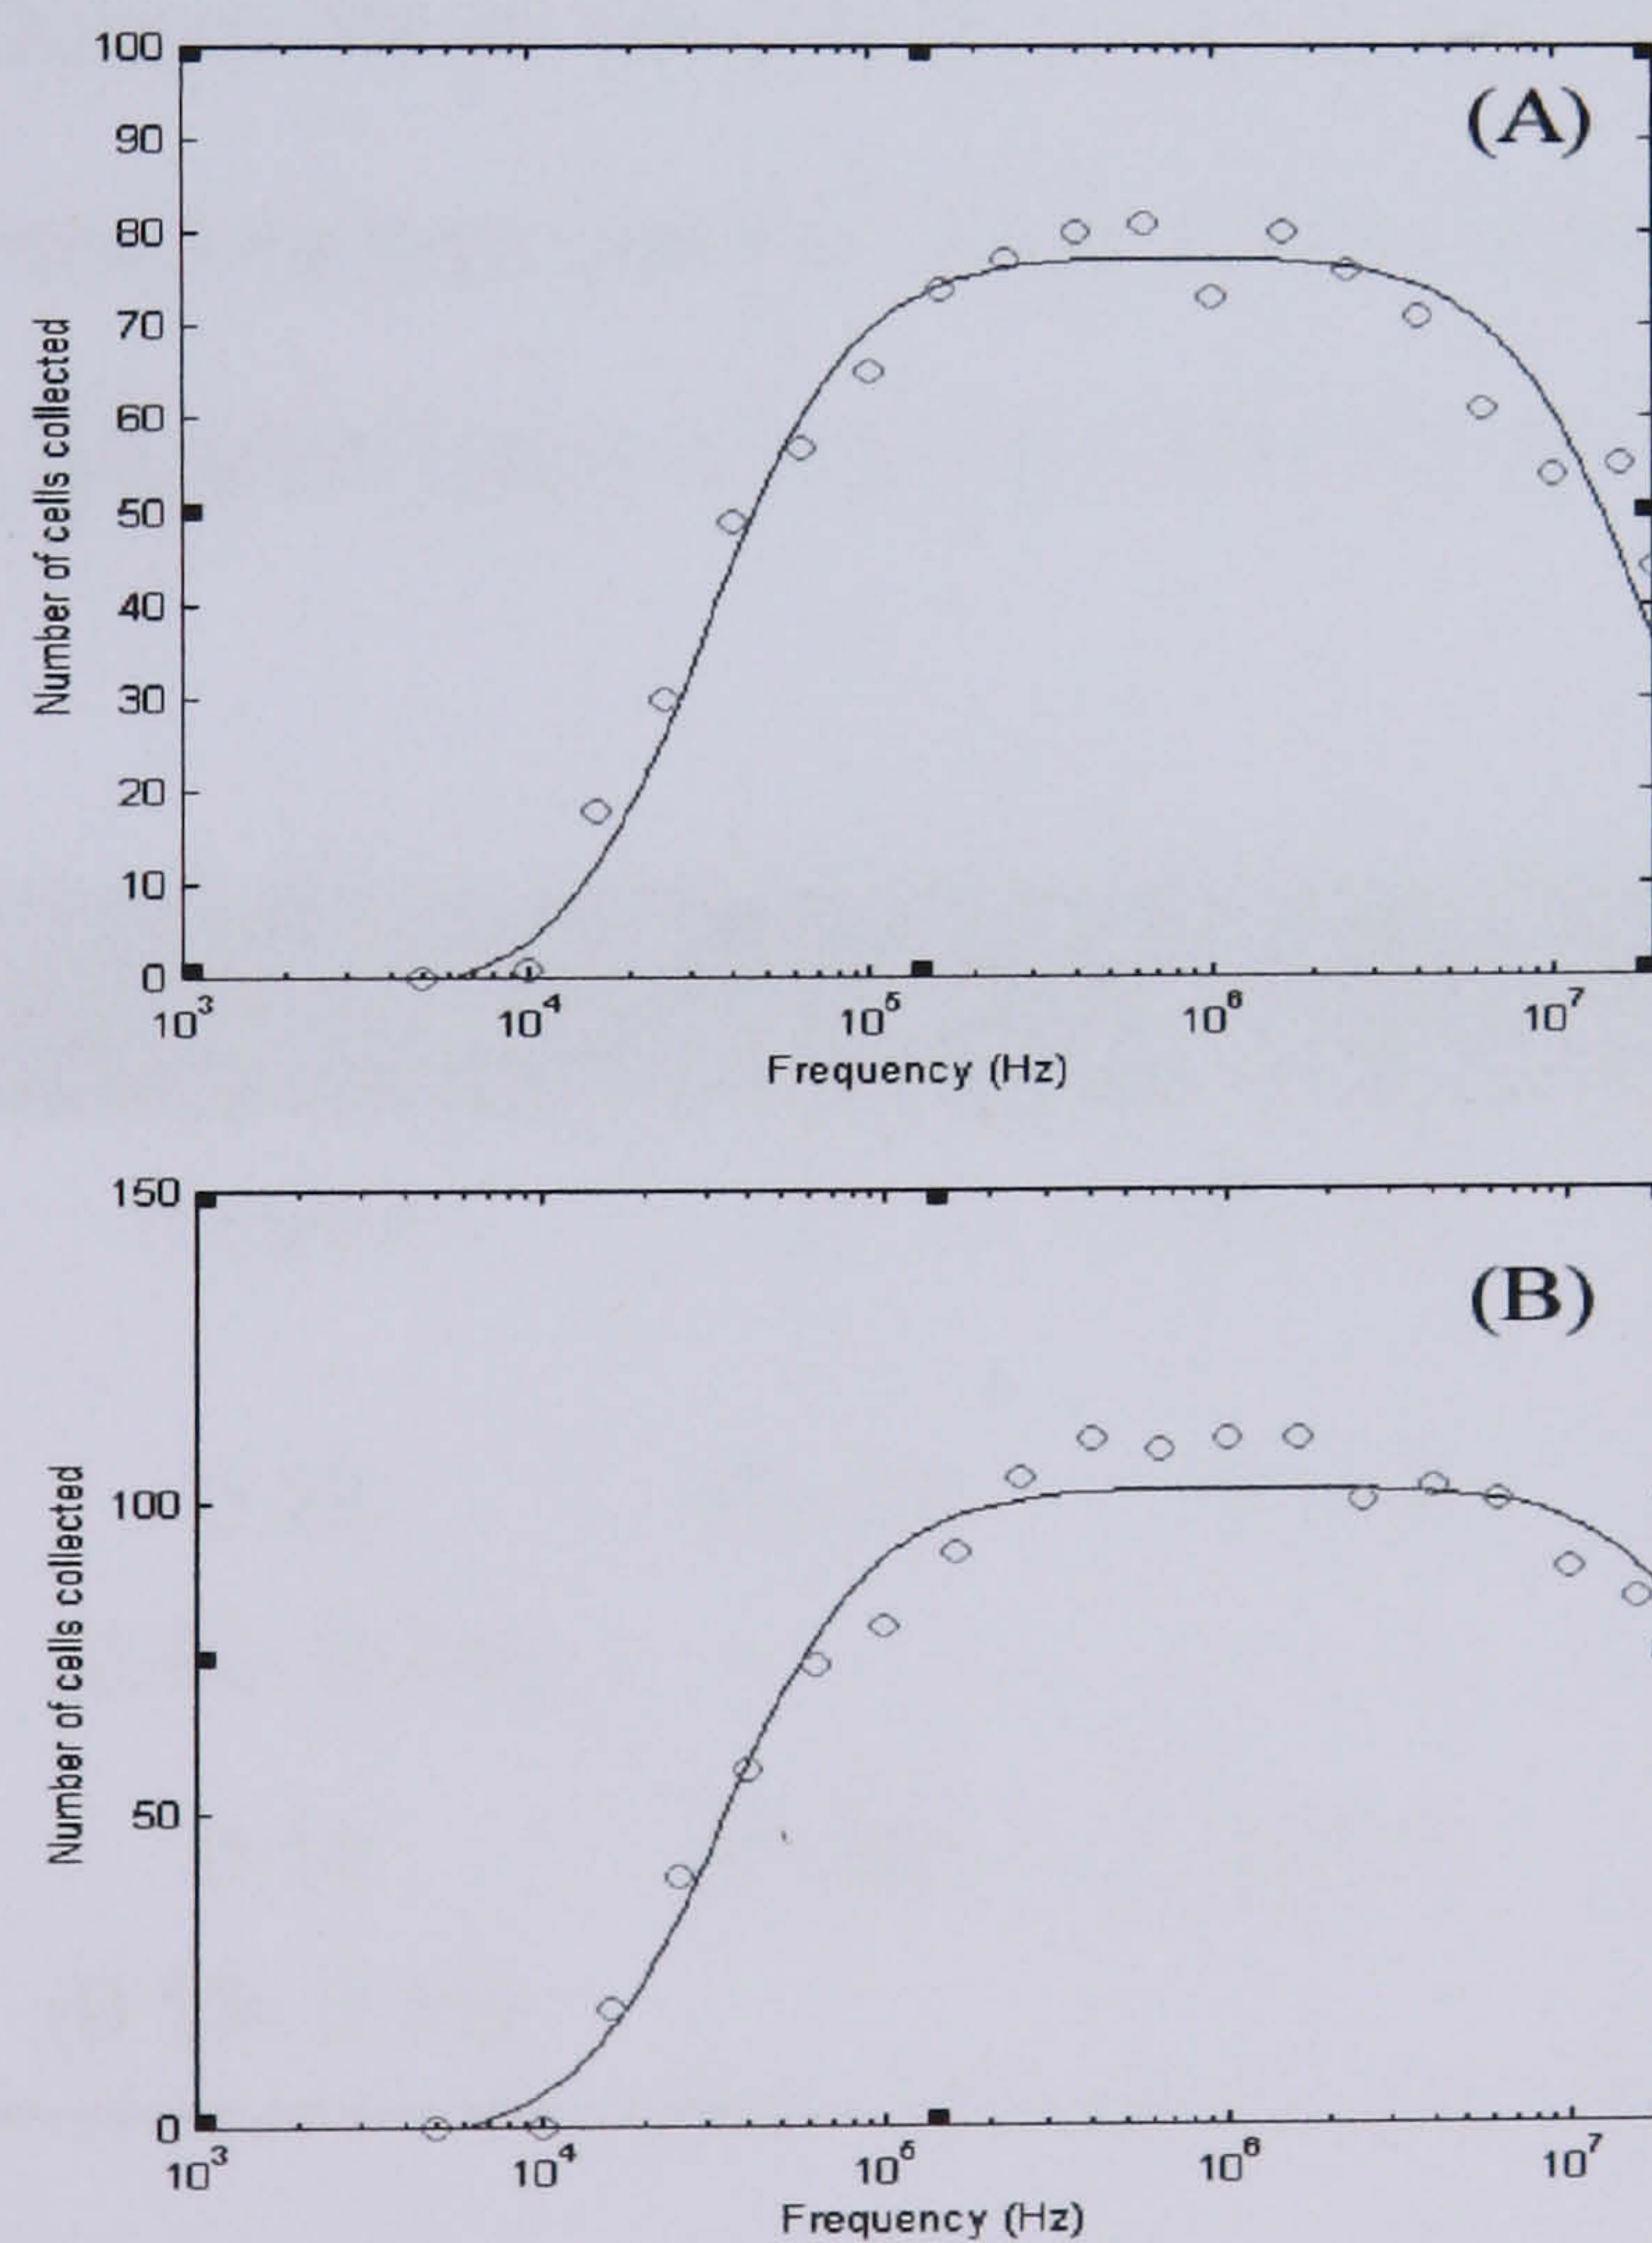 100
(A)
90
80
70
60
50
40
30
20
10
0
10³ 10⁴ 10⁵ 10⁶ 10⁷
Number of cells collected
Frequency (Hz)
150
(B)
100
50
0
10³ 10⁴ 10⁵ 10⁶ 10⁷
Number of cells collected
Frequency (Hz)